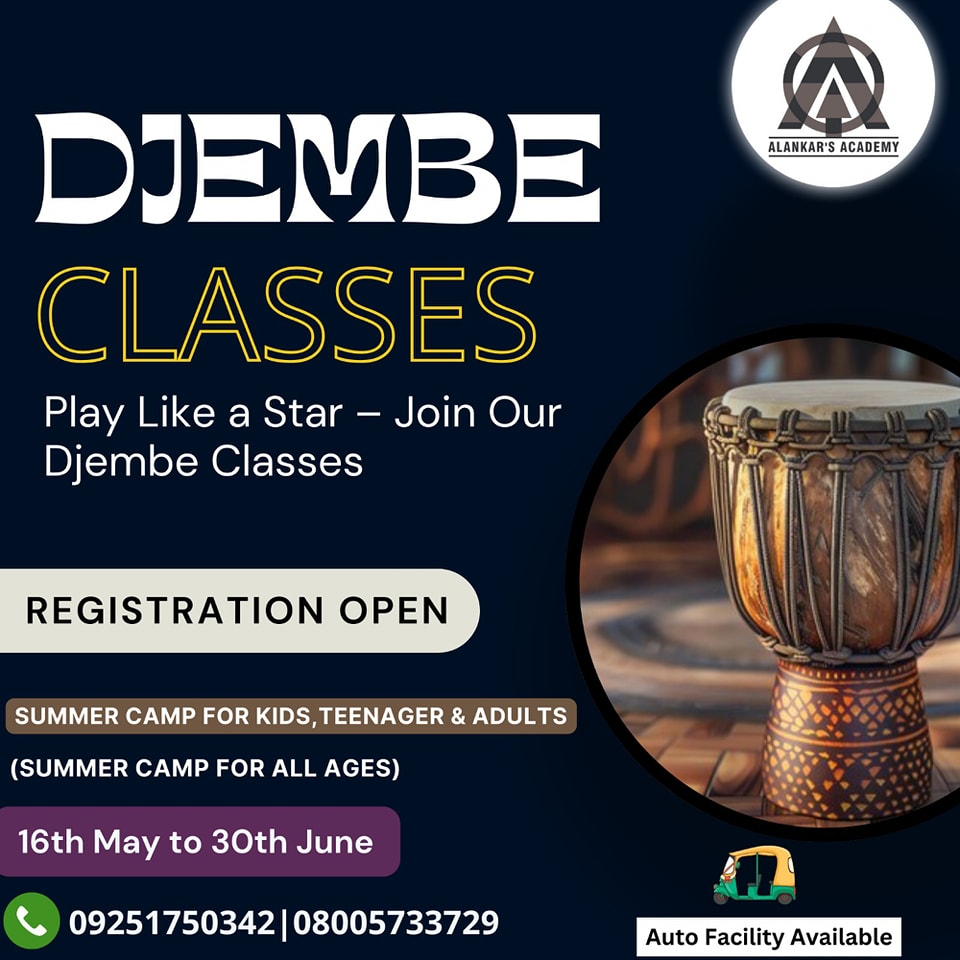 ALANKAR'S ACADEMY
DJEMBE
CLASSES
Play Like a Star – Join Our
Djembe Classes
REGISTRATION OPEN
SUMMER CAMP FOR KIDS,TEENAGER & ADULTS
(SUMMER CAMP FOR ALL AGES)
16th May to 30th June
09251750342|08005733729
Auto Facility Available